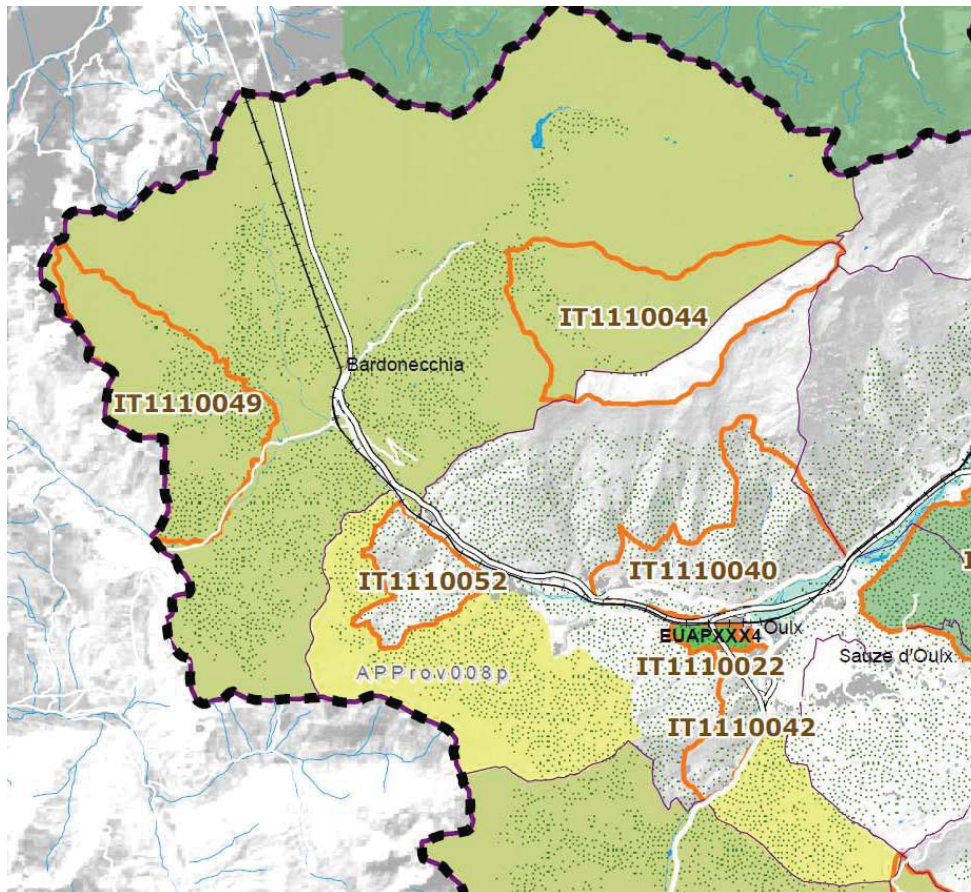 IT1110044
Bardonecchia
IT1110049
IT1110040
IT1110052
EUAPXXX4
Oulx
IT1110022
Sauze d'Oulx
APProv008p
IT1110042